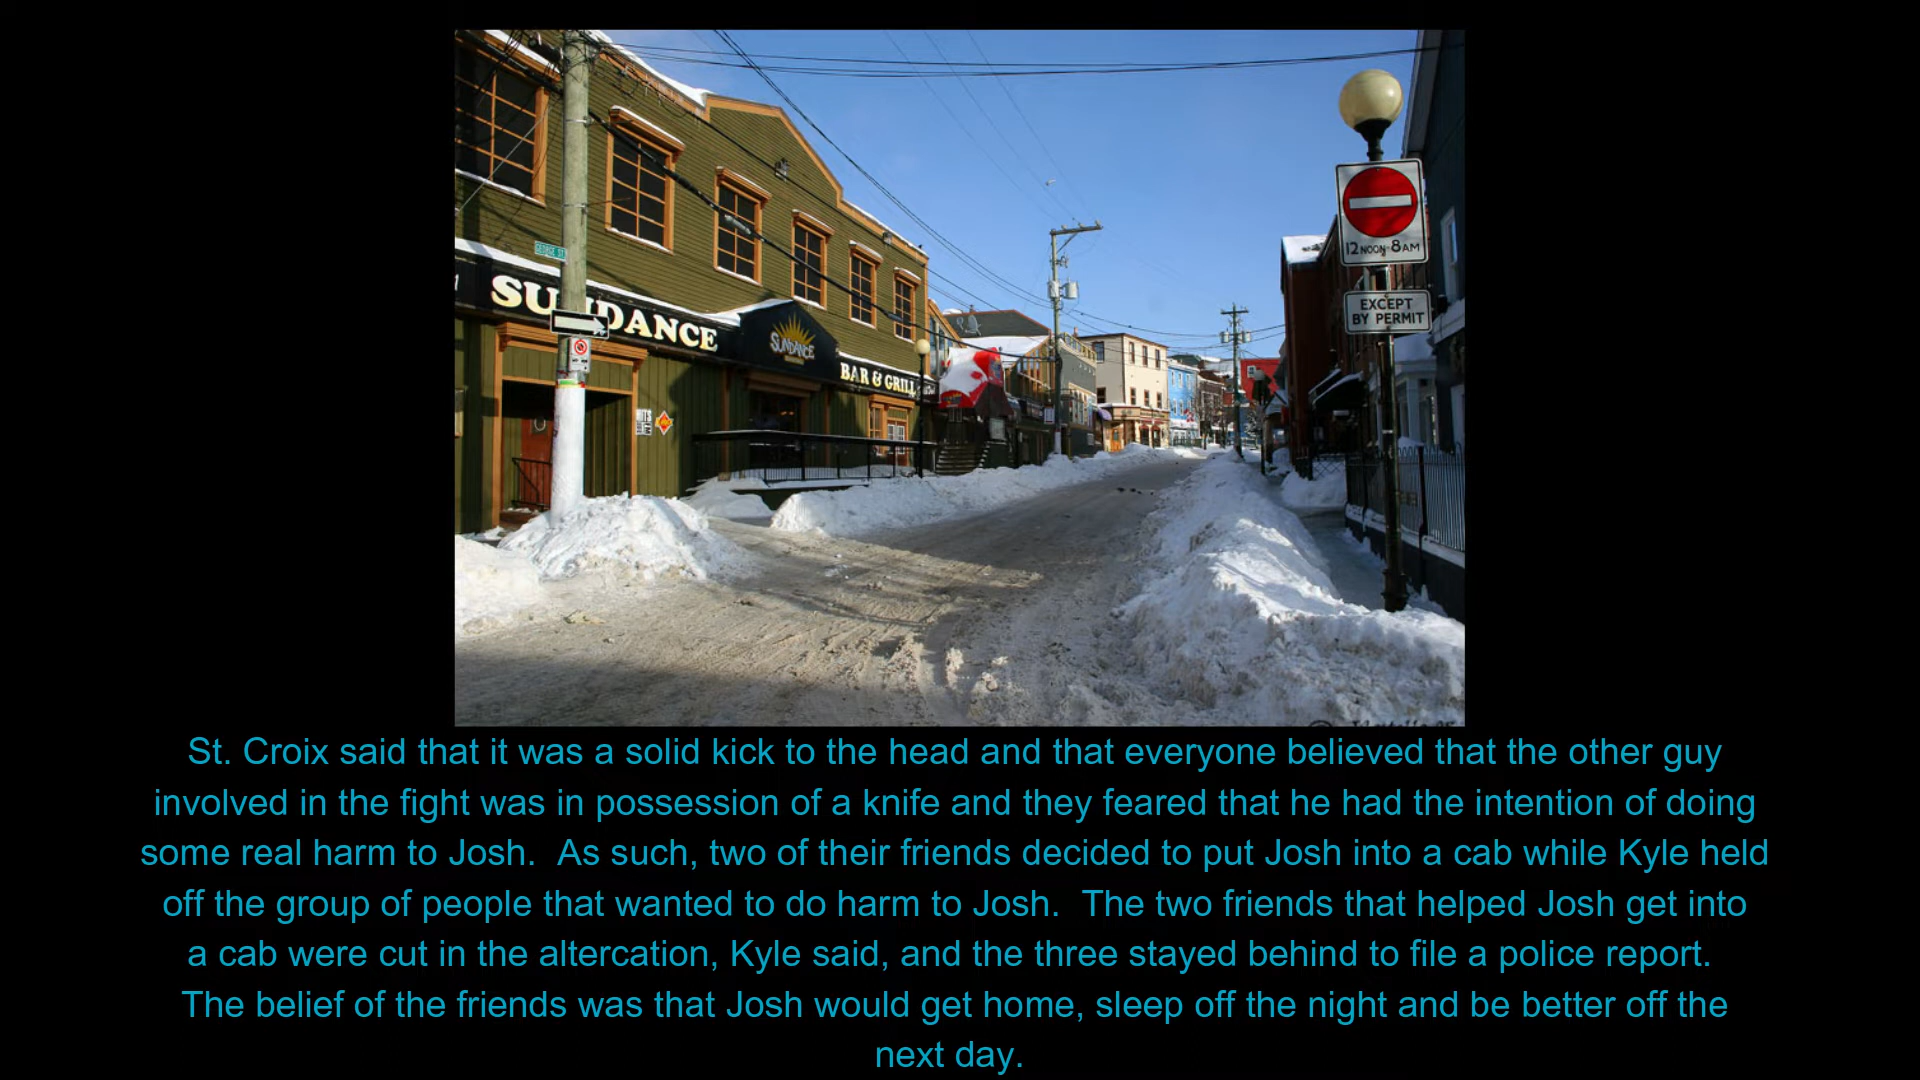 GEORGE ST
SUNDANCE
SUNDANCE
BAR & GRILL
12 NOON-8AM
EXCEPT
BY PERMIT
St. Croix said that it was a solid kick to the head and that everyone believed that the other guy
involved in the fight was in possession of a knife and they feared that he had the intention of doing
some real harm to Josh.  As such, two of their friends decided to put Josh into a cab while Kyle held
off the group of people that wanted to do harm to Josh.  The two friends that helped Josh get into
a cab were cut in the altercation, Kyle said, and the three stayed behind to file a police report.
The belief of the friends was that Josh would get home, sleep off the night and be better off the
next day.